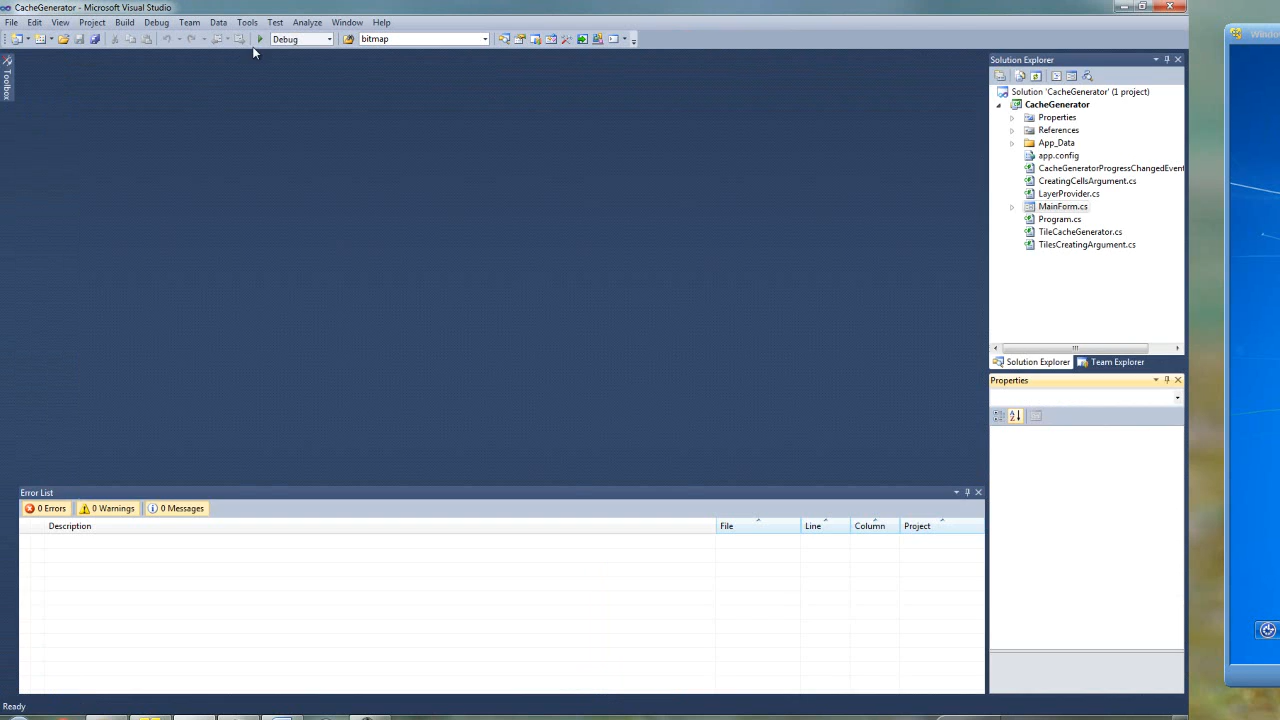 CacheGenerator - Microsoft Visual Studio
File Edit View Project Build Debug Team Data Tools Test Analyze Window Help
Debug bitmap
Toolbox
Solution Explorer
Solution 'CacheGenerator' (1 project)
CacheGenerator
Properties
References
App_Data
app.config
CacheGeneratorProgressChangedEvent
CreatingCellsArgument.cs
LayerProvider.cs
MainForm.cs
Program.cs
TileCacheGenerator.cs
TilesCreatingArgument.cs
Solution Explorer Team Explorer
Properties
Error List
0 Errors 0 Warnings 0 Messages
Description File Line Column Project
Ready
Window